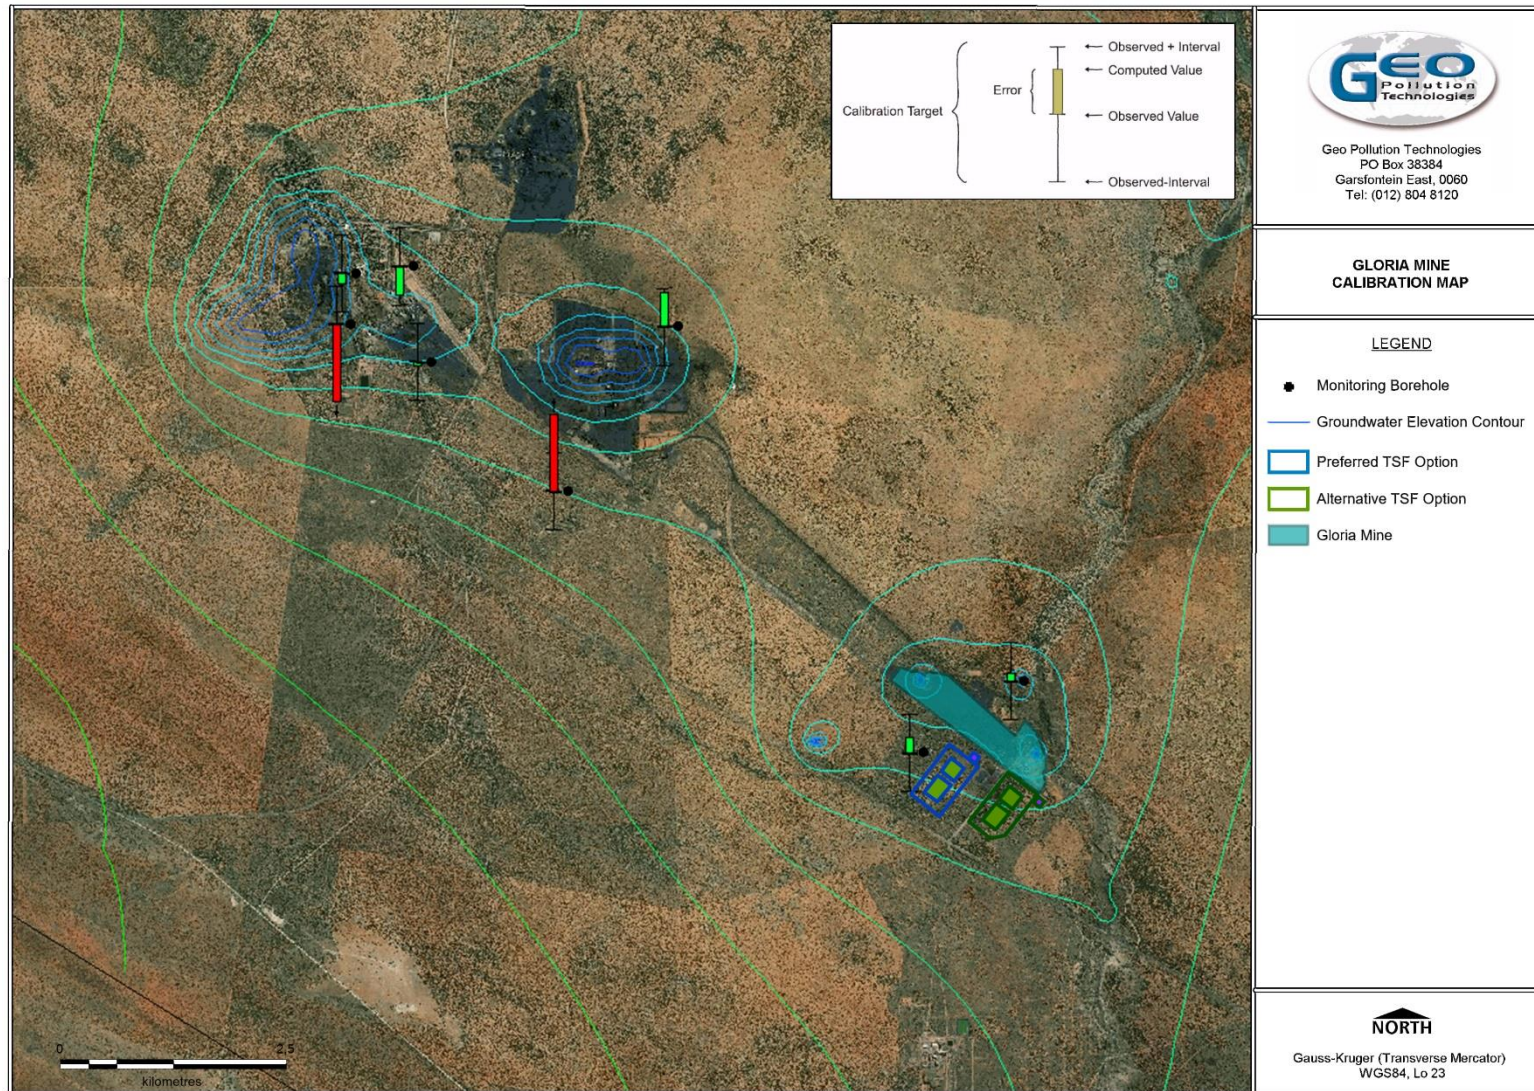 Observed + Interval
Computed Value
Error
Calibration Target
Observed Value
Observed-Interval
GEO
Pollution
Technologies
Geo Pollution Technologies
PO Box 38384
Garsfontein East, 0060
Tel: (012) 804 8120
GLORIA MINE
CALIBRATION MAP
LEGEND
Monitoring Borehole
Groundwater Elevation Contour
Preferred TSF Option
Alternative TSF Option
Gloria Mine
0 2.5
kilometres
NORTH
Gauss-Kruger (Transverse Mercator)
WGS84, Lo 23